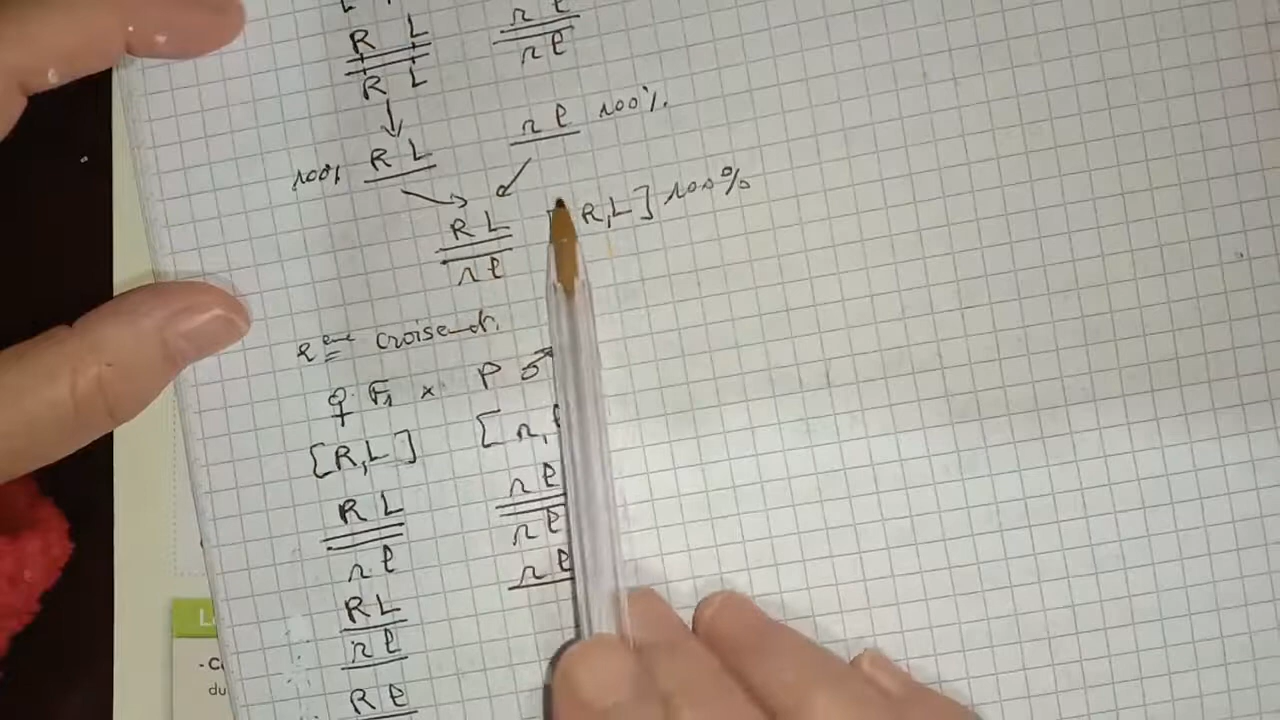 R L r l
R L r l
r l 100%
100% R L
R L R,L ] 100%
r l
2ème croisement
♀ F1 × P ♂
[R,L] [r,
R L r l
r l r l
R L r l
r l
R l